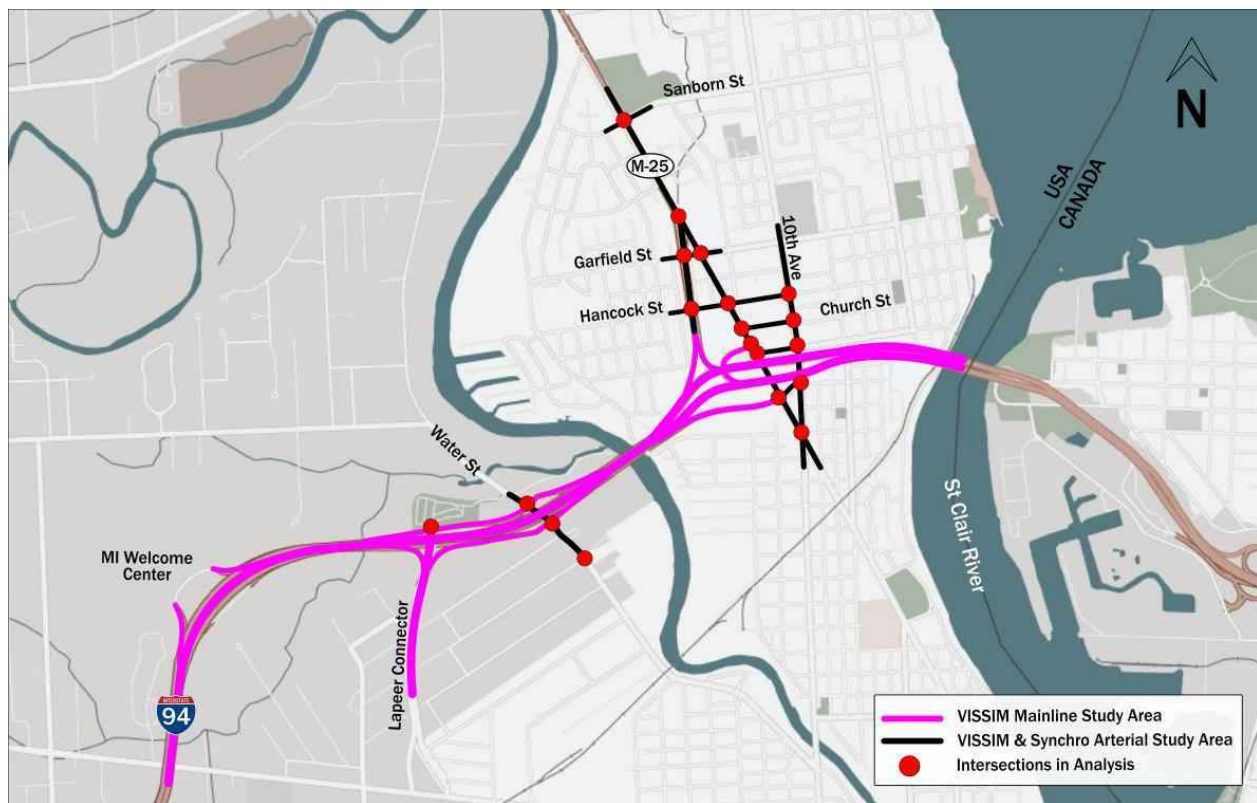 Sanborn St
N
M-25
USA
CANADA
10th Ave
Garfield St
Hancock St
Church St
Water St
St Clair River
MI Welcome
Center
Lapeer Connector
94
VISSIM Mainline Study Area
VISSIM & Synchro Arterial Study Area
Intersections in Analysis